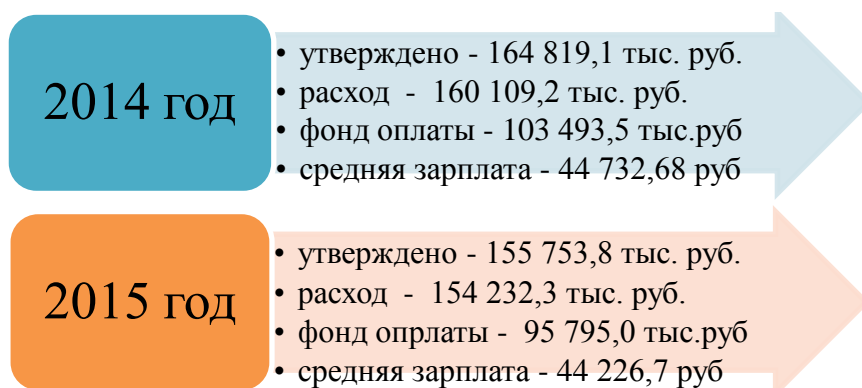 2014 год
• утверждено - 164 819,1 тыс. руб.
• расход - 160 109,2 тыс. руб.
• фонд оплаты - 103 493,5 тыс.руб
• средняя зарплата - 44 732,68 руб
2015 год
• утверждено - 155 753,8 тыс. руб.
• расход - 154 232,3 тыс. руб.
• фонд опрлаты - 95 795,0 тыс.руб
• средняя зарплата - 44 226,7 руб